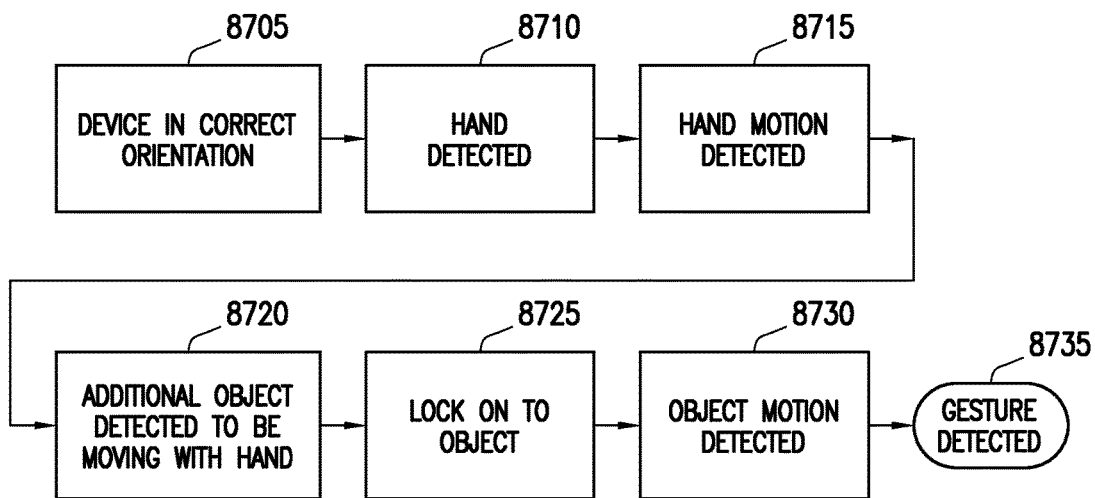 8705
8710
8715
DEVICE IN CORRECT
ORIENTATION
HAND
DETECTED
HAND MOTION
DETECTED
8720
8725
8730
8735
ADDITIONAL OBJECT
DETECTED TO BE
MOVING WITH HAND
LOCK ON TO
OBJECT
OBJECT MOTION
DETECTED
GESTURE
DETECTED